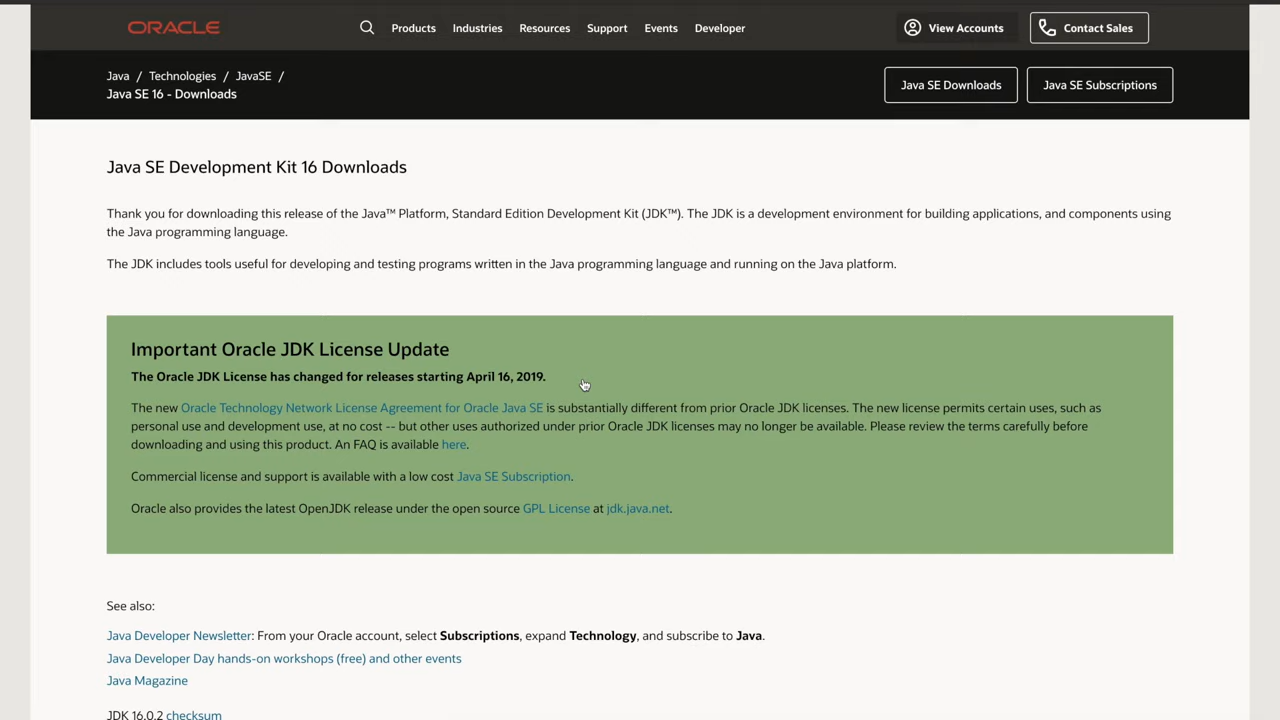 ORACLE
Products Industries Resources Support Events Developer
View Accounts
Contact Sales
Java / Technologies / JavaSE /
Java SE 16 - Downloads
Java SE Downloads
Java SE Subscriptions
Java SE Development Kit 16 Downloads
Thank you for downloading this release of the Java™ Platform, Standard Edition Development Kit (JDK™). The JDK is a development environment for building applications, and components using
the Java programming language.
The JDK includes tools useful for developing and testing programs written in the Java programming language and running on the Java platform.
Important Oracle JDK License Update
The Oracle JDK License has changed for releases starting April 16, 2019.
The new Oracle Technology Network License Agreement for Oracle Java SE is substantially different from prior Oracle JDK licenses. The new license permits certain uses, such as
personal use and development use, at no cost -- but other uses authorized under prior Oracle JDK licenses may no longer be available. Please review the terms carefully before
downloading and using this product. An FAQ is available here.
Commercial license and support is available with a low cost Java SE Subscription.
Oracle also provides the latest OpenJDK release under the open source GPL License at jdk.java.net.
See also:
Java Developer Newsletter: From your Oracle account, select Subscriptions, expand Technology, and subscribe to Java.
Java Developer Day hands-on workshops (free) and other events
Java Magazine
JDK 16.0.2 checksum